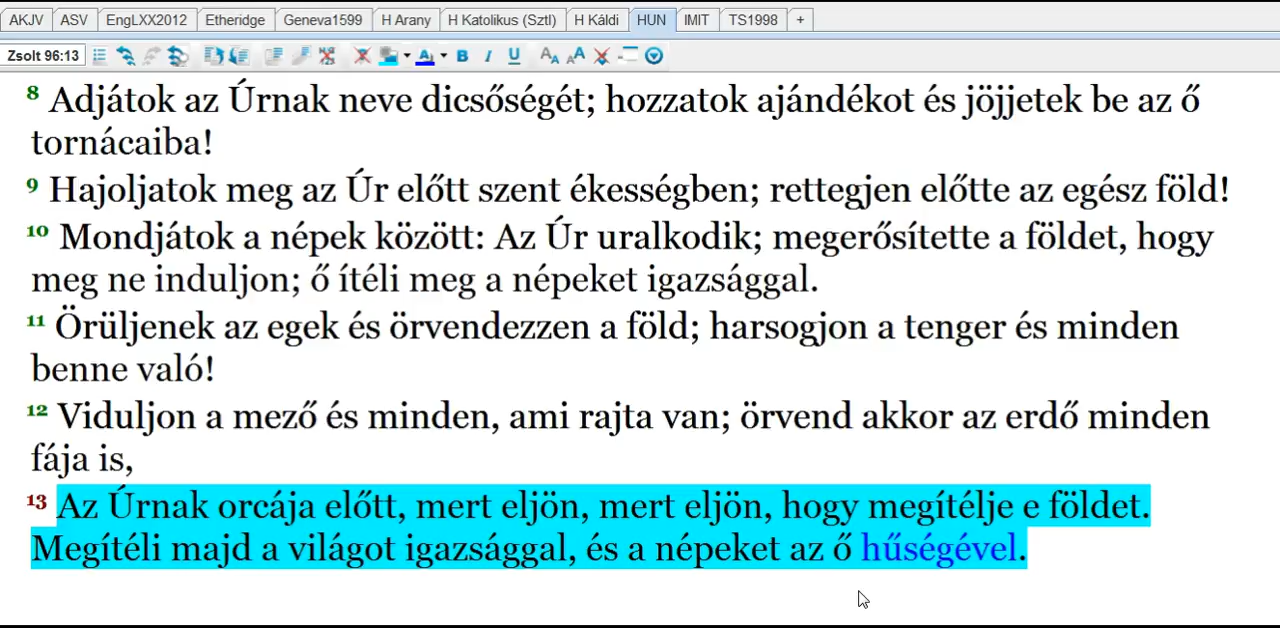 AKJV ASV EngLXX2012 Etheridge Geneva1599 H Arany H Katolikus (Sztl) H Káldi HUN IMIT TS1998 +
Zsolt 96:13
8 Adjátok az Úrnak neve dicsőségét; hozzatok ajándékot és jöjjetek be az ő
tornácaiba!
9 Hajoljatok meg az Úr előtt szent ékességben; rettegjen előtte az egész föld!
10 Mondjátok a népek között: Az Úr uralkodik; megerősítette a földet, hogy
meg ne induljon; ő ítéli meg a népeket igazsággal.
11 Örüljenek az egek és örvendezzen a föld; harsogjon a tenger és minden
benne való!
12 Viduljon a mező és minden, ami rajta van; örvend akkor az erdő minden
fája is,
13 Az Úrnak orcája előtt, mert eljön, mert eljön, hogy megítélje e földet.
Megítéli majd a világot igazsággal, és a népeket az ő hűségével.